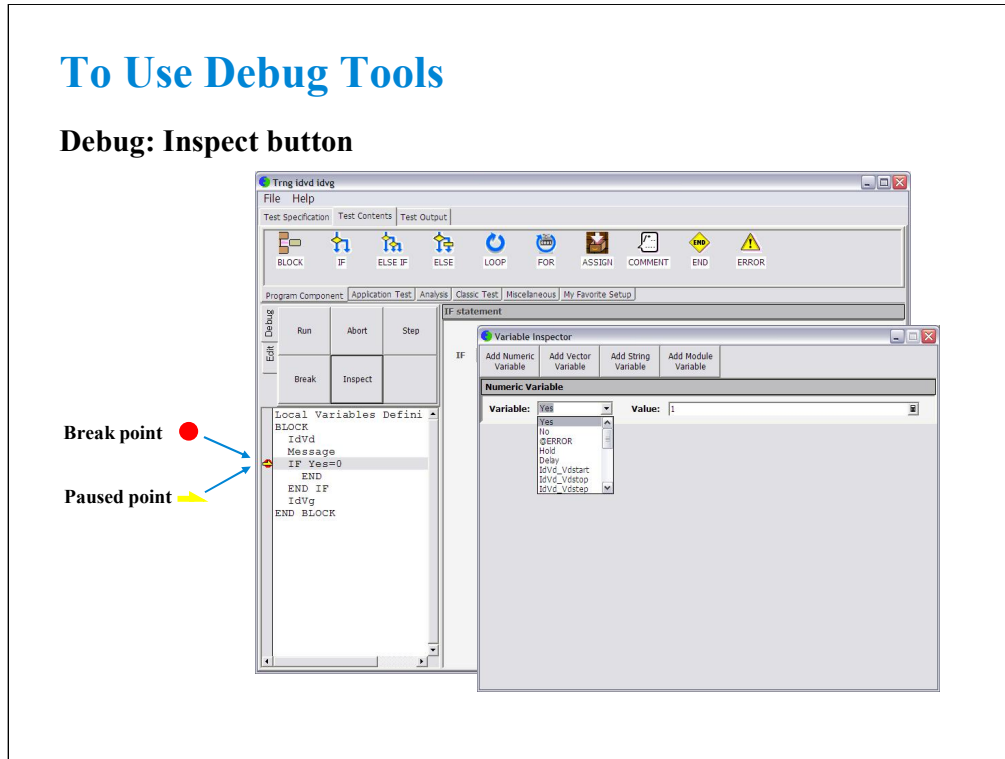 To Use Debug Tools
Debug: Inspect button
Trng idvd idvg
File Help
Test Specification Test Contents Test Output
BLOCK IF ELSE IF ELSE LOOP FOR ASSIGN COMMENT END ERROR
END
Program Component Application Test Analysis Classic Test Miscellaneous My Favorite Setup
Debug
Edit
Run Abort Step
Break Inspect
IF statement
IF
Local Variables Defini
BLOCK
IdVd
Message
IF Yes=0
END
END IF
IdVg
END BLOCK
Break point
Paused point
Variable Inspector
Add Numeric Variable Add Vector Variable Add String Variable Add Module Variable
Numeric Variable
Variable: Yes Value: 1
Yes
No
@ERROR
Hold
Delay
IdVd_Vdstart
IdVd_Vdstop
IdVd_Vdstep